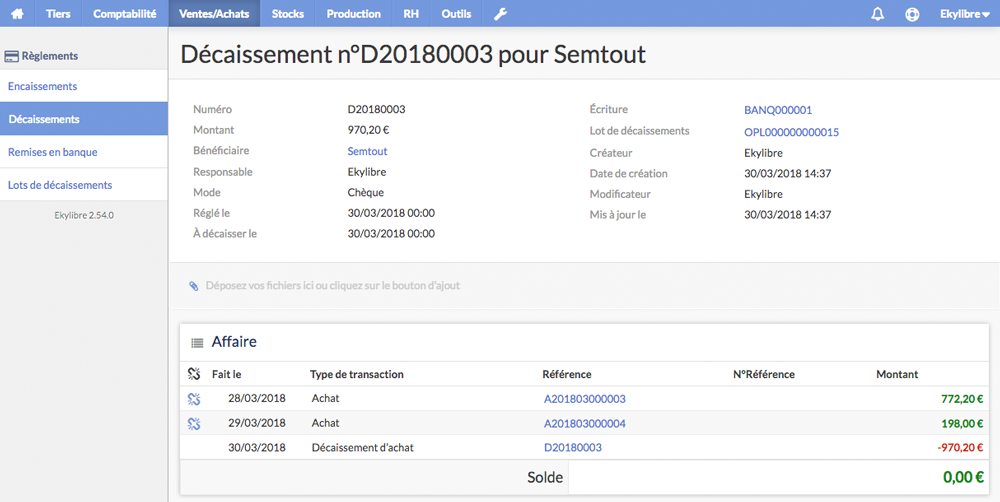 Tiers Comptabilité Ventes/Achats Stocks Production RH Outils Ekylibre
Règlements
Encaissements
Décaissements
Remises en banque
Lots de décaissements
Ekylibre 2.54.0
Décaissement n°D20180003 pour Semtout
Numéro D20180003
Montant 970,20 €
Bénéficiaire Semtout
Responsable Ekylibre
Mode Chèque
Réglé le 30/03/2018 00:00
À décaisser le 30/03/2018 00:00
Écriture BANQ000001
Lot de décaissements OPL000000000015
Créateur Ekylibre
Date de création 30/03/2018 14:37
Modificateur Ekylibre
Mis à jour le 30/03/2018 14:37
Déposez vos fichiers ici ou cliquez sur le bouton d'ajout
Affaire
Fait le Type de transaction Référence N°Référence Montant
28/03/2018 Achat A201803000003 772,20 €
29/03/2018 Achat A201803000004 198,00 €
30/03/2018 Décaissement d'achat D20180003 -970,20 €
Solde 0,00 €